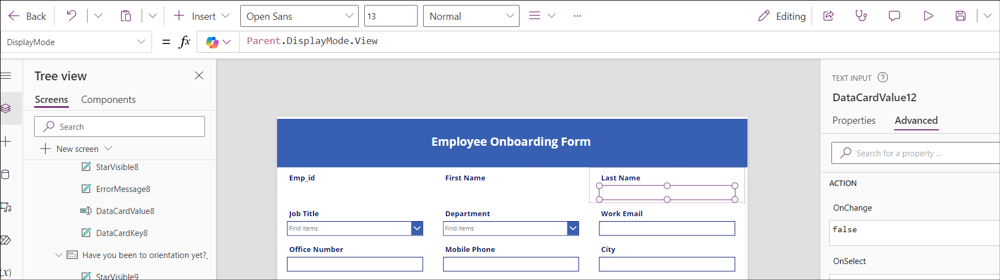 Back
Insert
Open Sans
13
Normal
...
Editing
DisplayMode
= fx
Parent.DisplayMode.View
Tree view
Screens
Components
Search
New screen
StarVisible8
ErrorMessage8
DataCardValue8
DataCardKey8
Have you been to orientation yet?_
StarVisible9
(x)
Employee Onboarding Form
Emp_id
First Name
Last Name
Job Title
Department
Work Email
Find items
Find items
Office Number
Mobile Phone
City
TEXT INPUT ?
DataCardValue12
Properties
Advanced
Search for a property ...
ACTION
OnChange
false
OnSelect